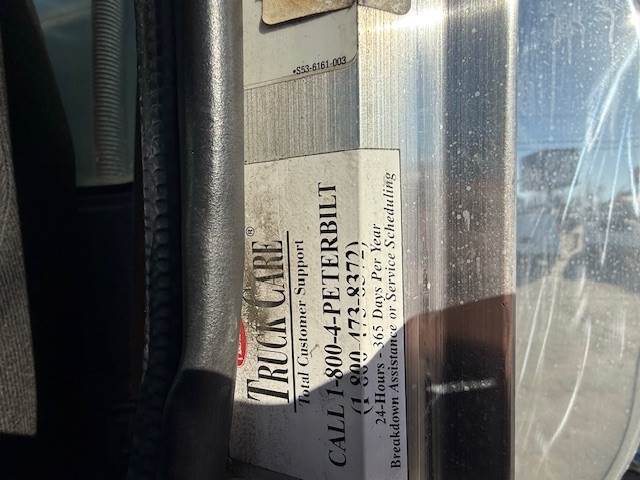 *S53-6161-003
TRUCK CARE®
Total Customer Support
CALL 1-800-4-PETERBILT
(1-800-473-8372)
24-Hours - 365 Days Per Year
Breakdown Assistance or Service Scheduling